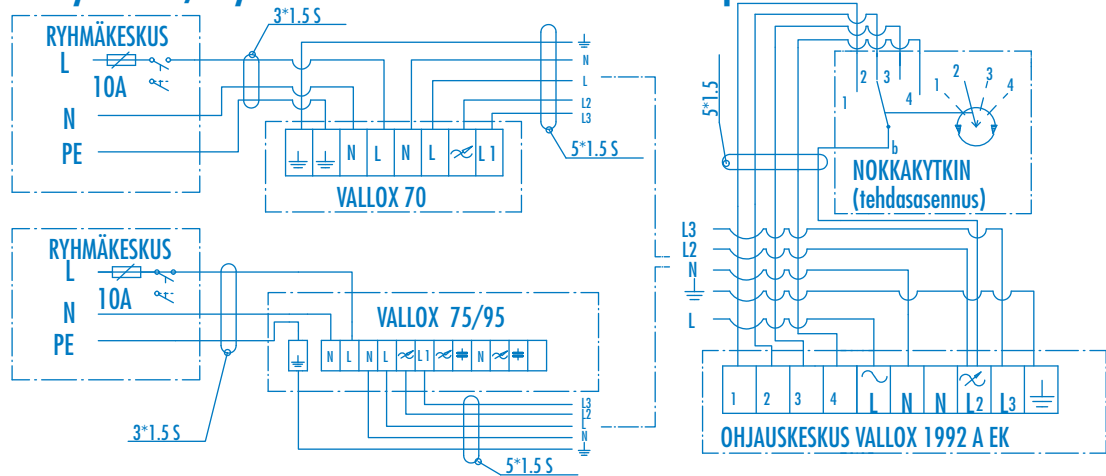 3*1.5 S
RYHMÄKESKUS
L
10A
N
PE
N
L
L2
L3
5*1.5 S
N L N L L1
VALLOX 70
RYHMÄKESKUS
L
10A
N
PE
3*1.5 S
VALLOX 75/95
N L N L L1 N
L3
L2
L
N
5*1.5 S
5*1.5
1 2 3 4
1 2 3 4
b
NOKKAKYTKIN
(tehdasasennus)
L3
L2
N
L
1 2 3 4 L N N L2 L3
OHJAUSKESKUS VALLOX 1992 A EK